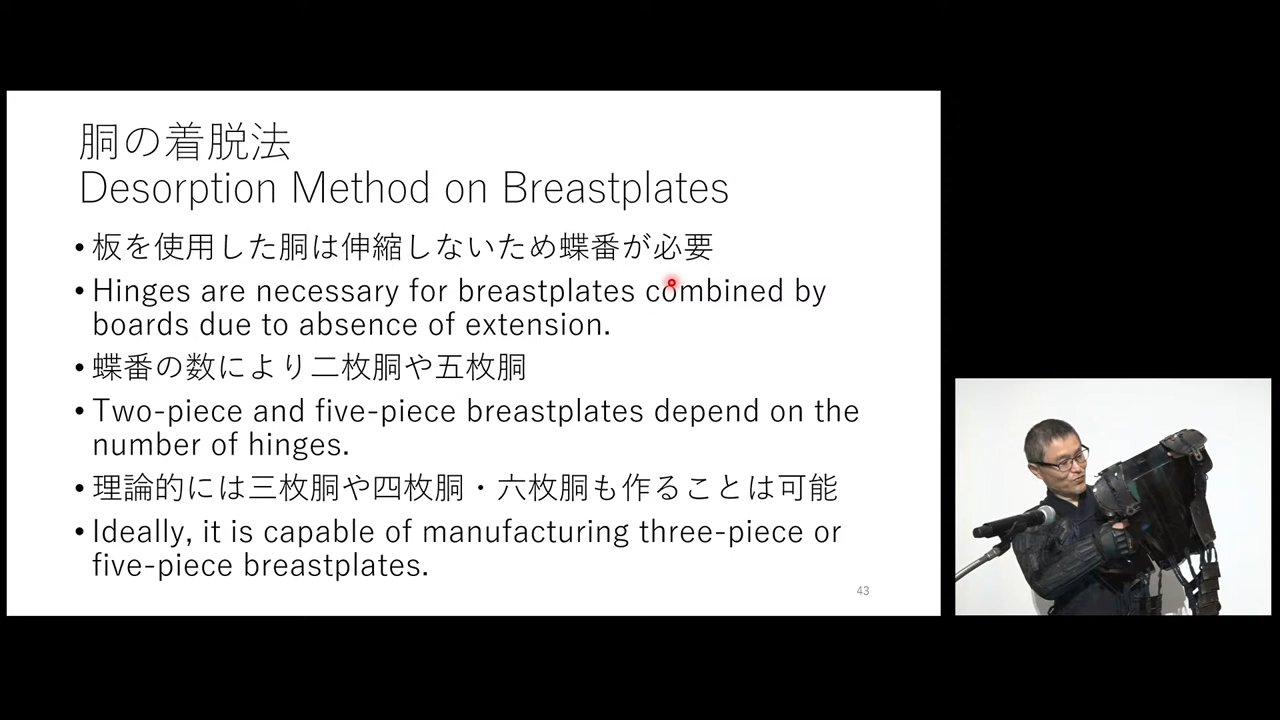 胴の着脱法
Desorption Method on Breastplates
• 板を使用した胴は伸縮しないため蝶番が必要
• Hinges are necessary for breastplates combined by
boards due to absence of extension.
• 蝶番の数により二枚胴や五枚胴
• Two-piece and five-piece breastplates depend on the
number of hinges.
• 理論的には三枚胴や四枚胴・六枚胴も作ることは可能
• Ideally, it is capable of manufacturing three-piece or
five-piece breastplates.
43